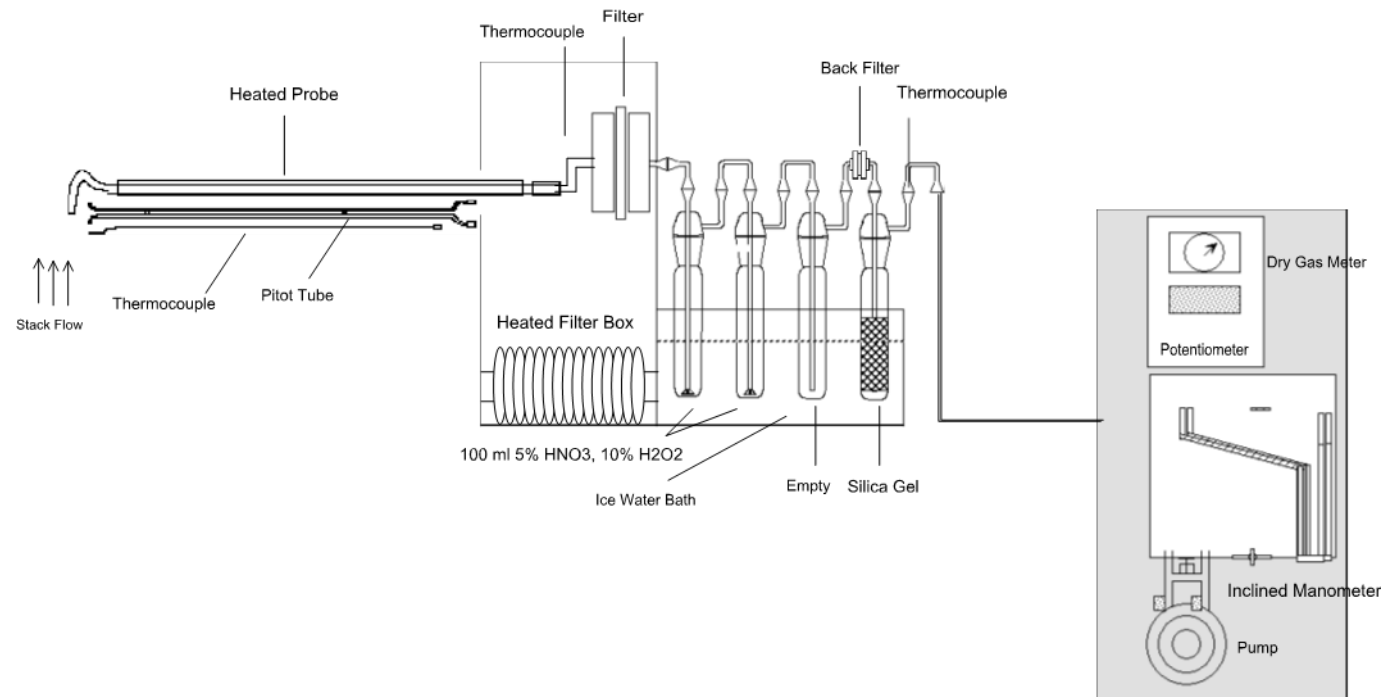 Filter
Thermocouple
Back Filter
Heated Probe
Thermocouple
Dry Gas Meter
Pitot Tube
Thermocouple
Stack Flow
Heated Filter Box
Potentiometer
100 ml 5% HNO3, 10% H2O2
Empty
Silica Gel
Ice Water Bath
Inclined Manometer
Pump